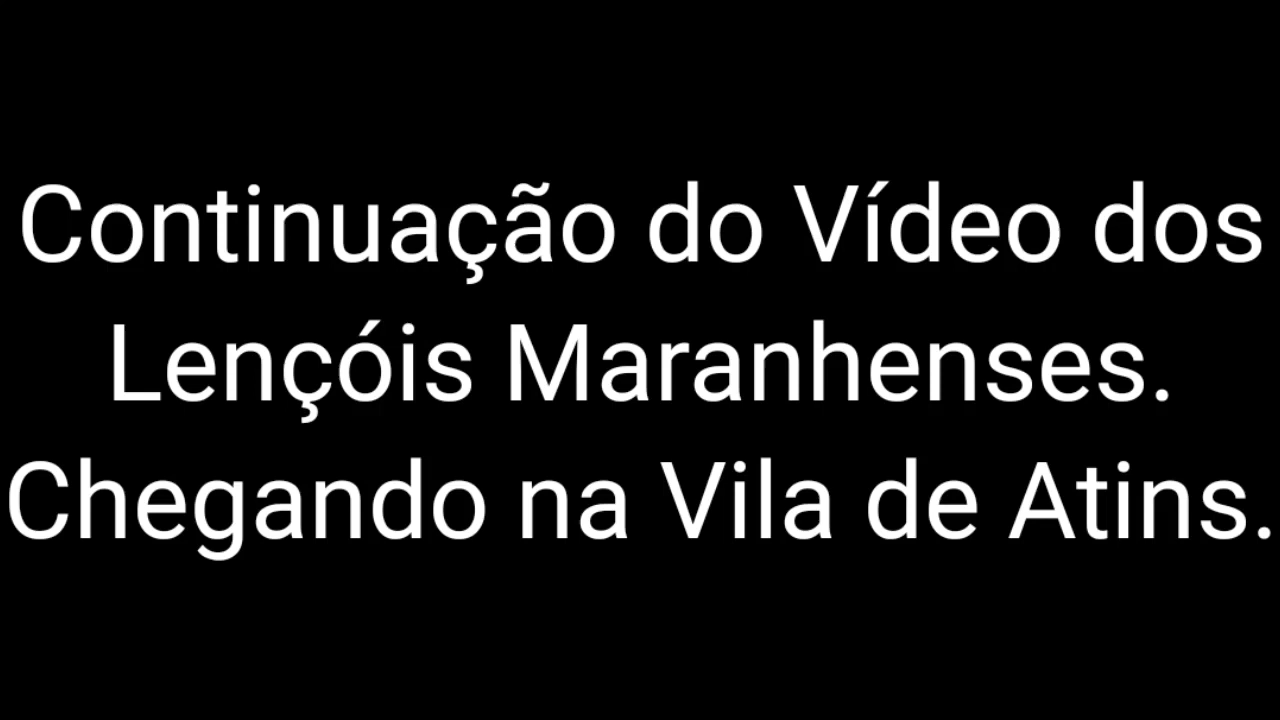 Continuação do Vídeo dos
Lençóis Maranhenses.
Chegando na Vila de Atins.